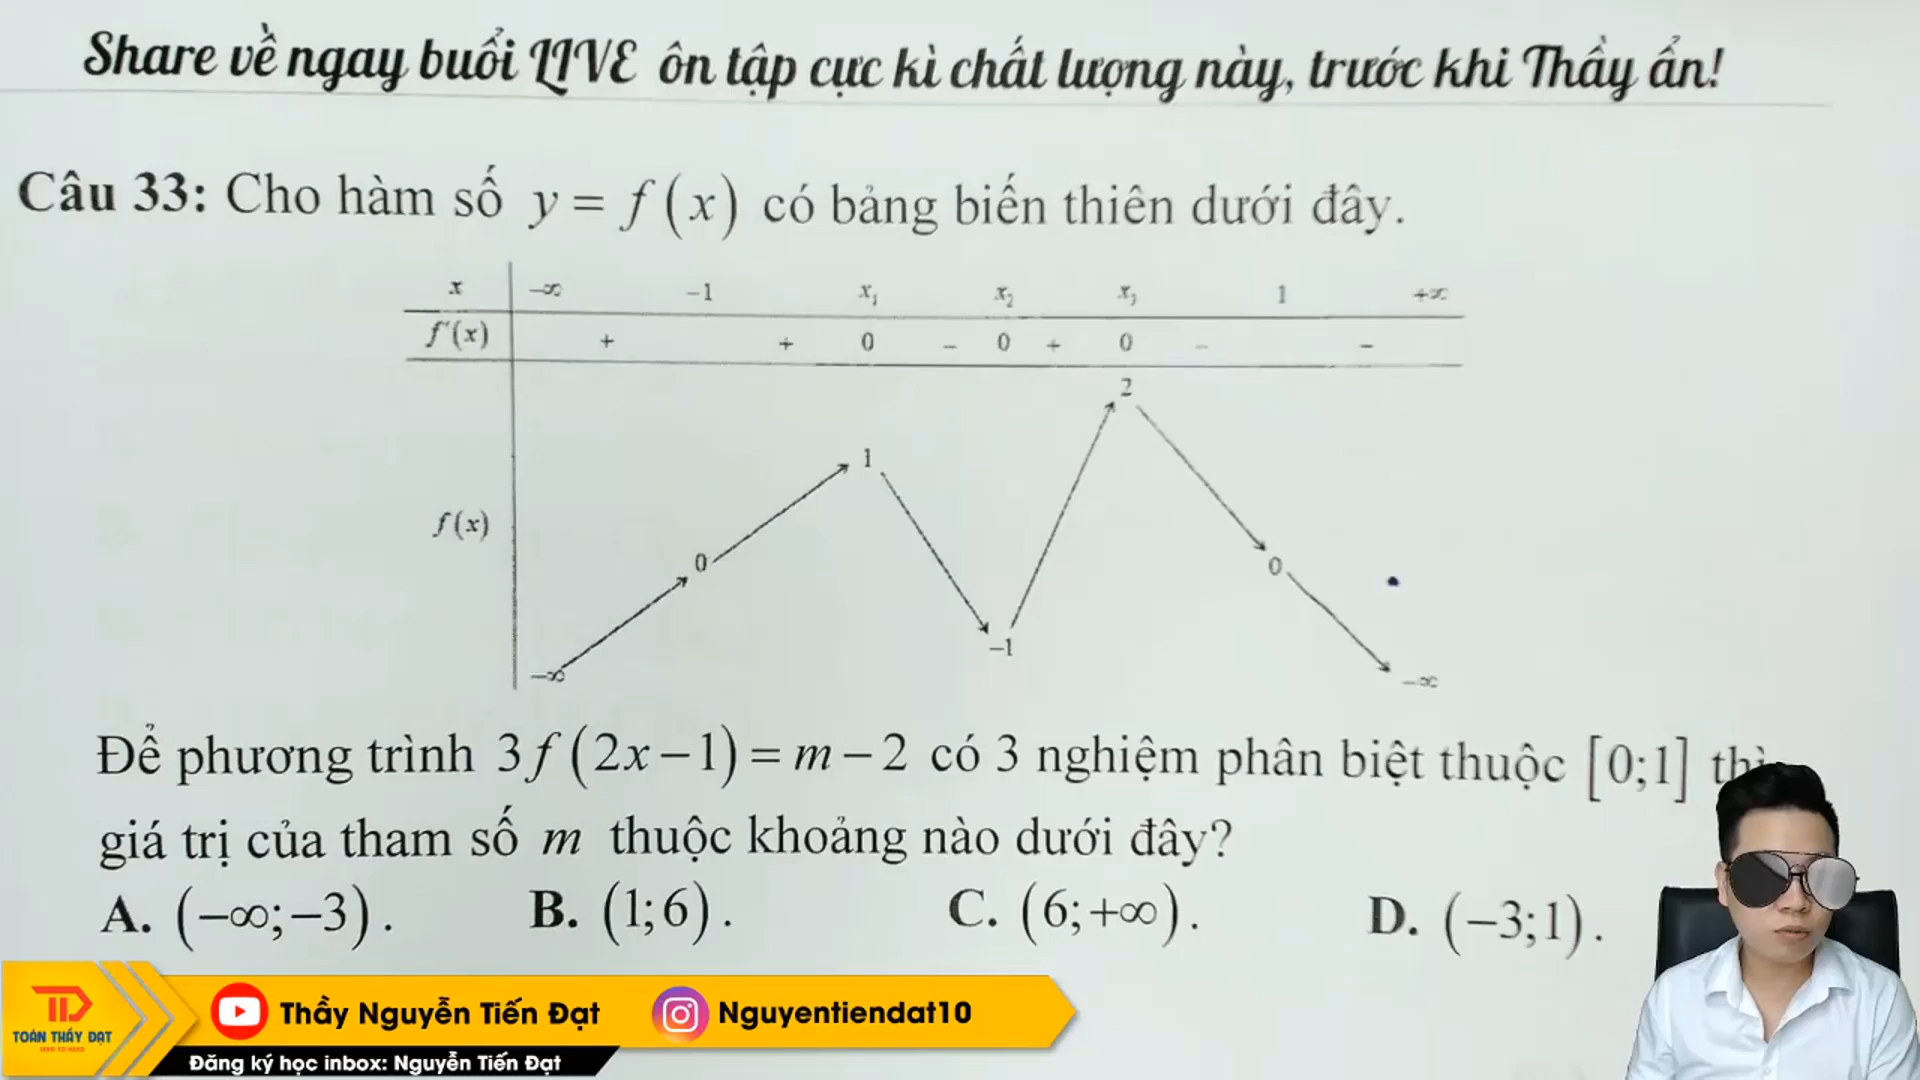 Share về ngay buổi LIVE ôn tập cực kì chất lượng này, trước khi Thầy ẩn!
Câu 33: Cho hàm số y = f(x) có bảng biến thiên dưới đây.
x −∞ −1 x₁ x₂ x₃ 1 +∞
f'(x) + + 0 − 0 + 0 − −
2
1
f(x)
0 0
−1
−∞ −∞
Để phương trình 3f(2x−1) = m−2 có 3 nghiệm phân biệt thuộc [0;1] thì
giá trị của tham số m thuộc khoảng nào dưới đây?
A. (−∞;−3). B. (1;6). C. (6;+∞). D. (−3;1).
TOÁN THẦY ĐẠT
ZERO TO HERO
Thầy Nguyễn Tiến Đạt
Nguyentiendat10
Đăng ký học inbox: Nguyễn Tiến Đạt